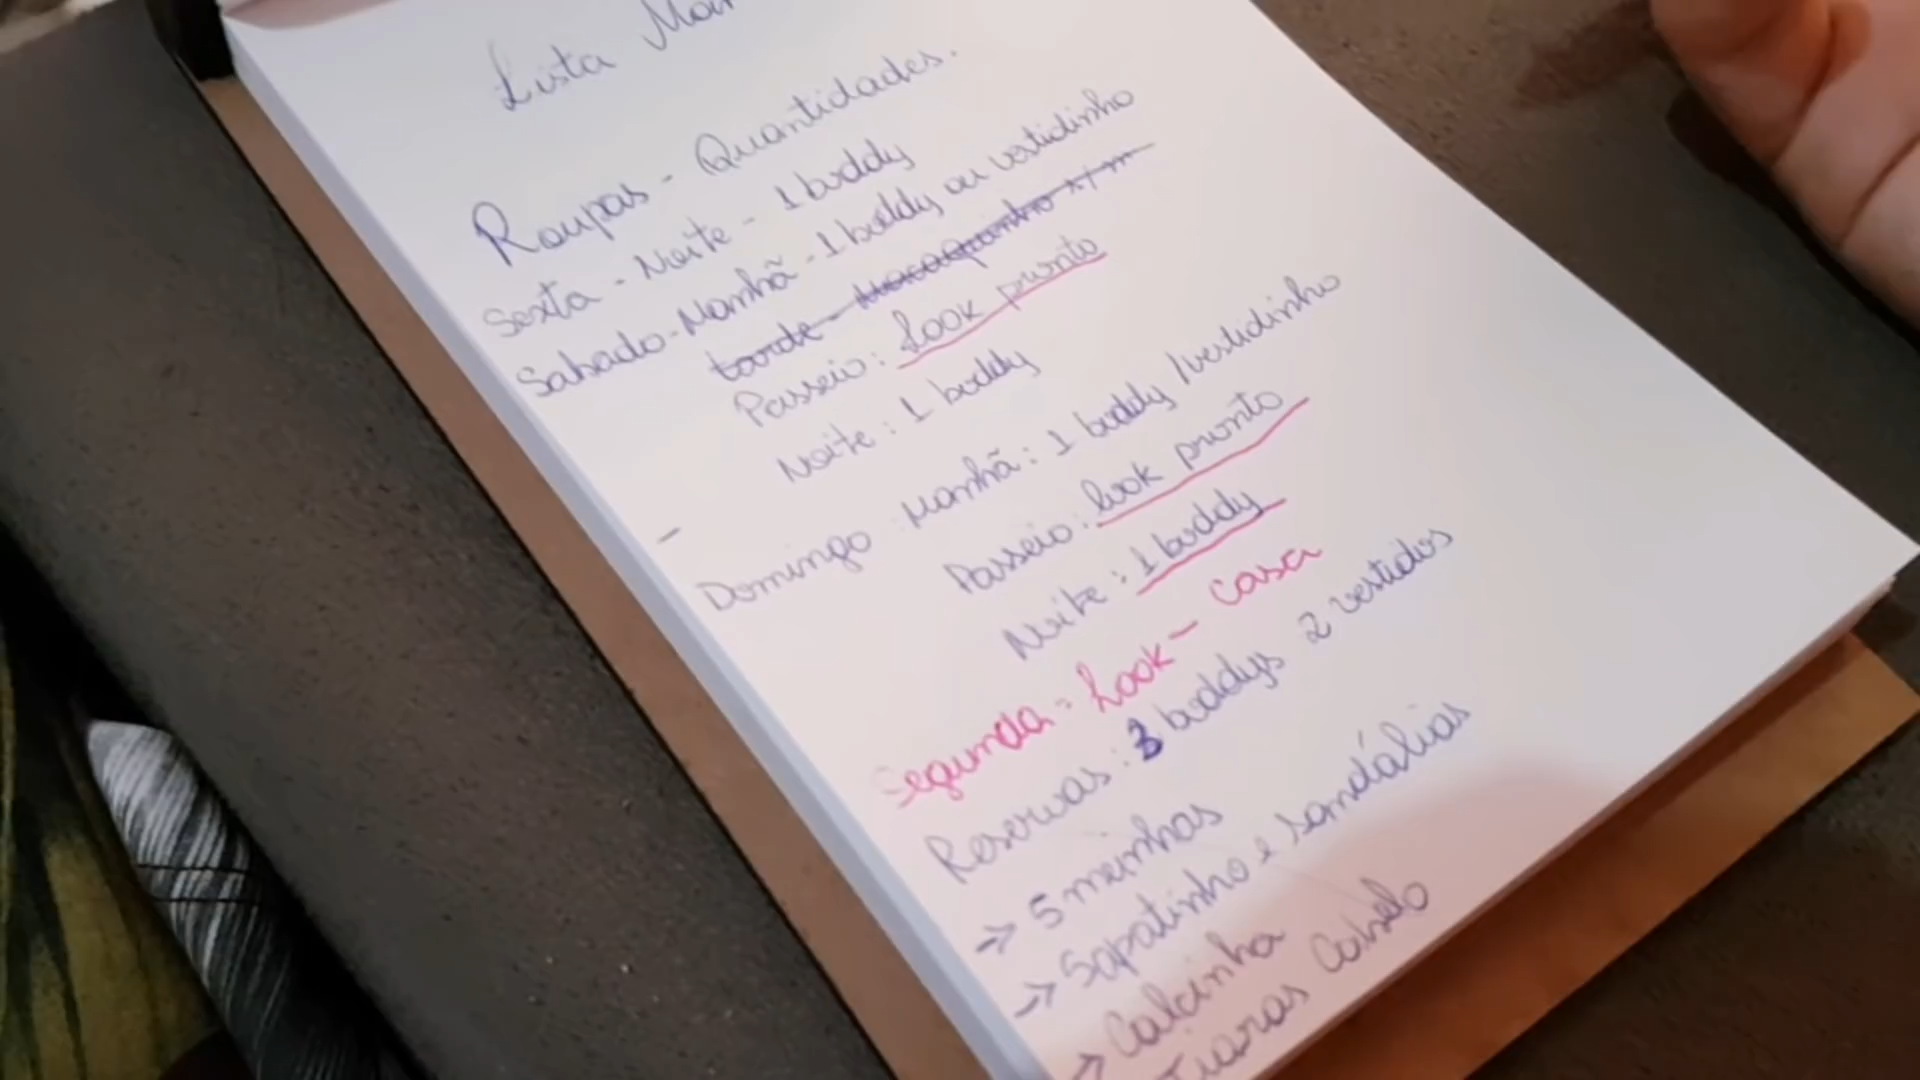 Lista
Roupas - Quantidades.
Sexta - Noite - 1 boddy
Sabado - Manhã - 1 boddy ou vestidinho
tarde - Macaquinho
Passeio: Look pronto
Noite: 1 boddy
Domingo: Manhã: 1 boddy / vestidinho
Passeio: look pronto
Noite: 1 boddy
Segunda = Look - casa
Reservas: 3 boddys 2 vestidos
→ 5 meinhas
→ Sapatinho e sandálias
→ Calcinha
Tiaras Cabelo